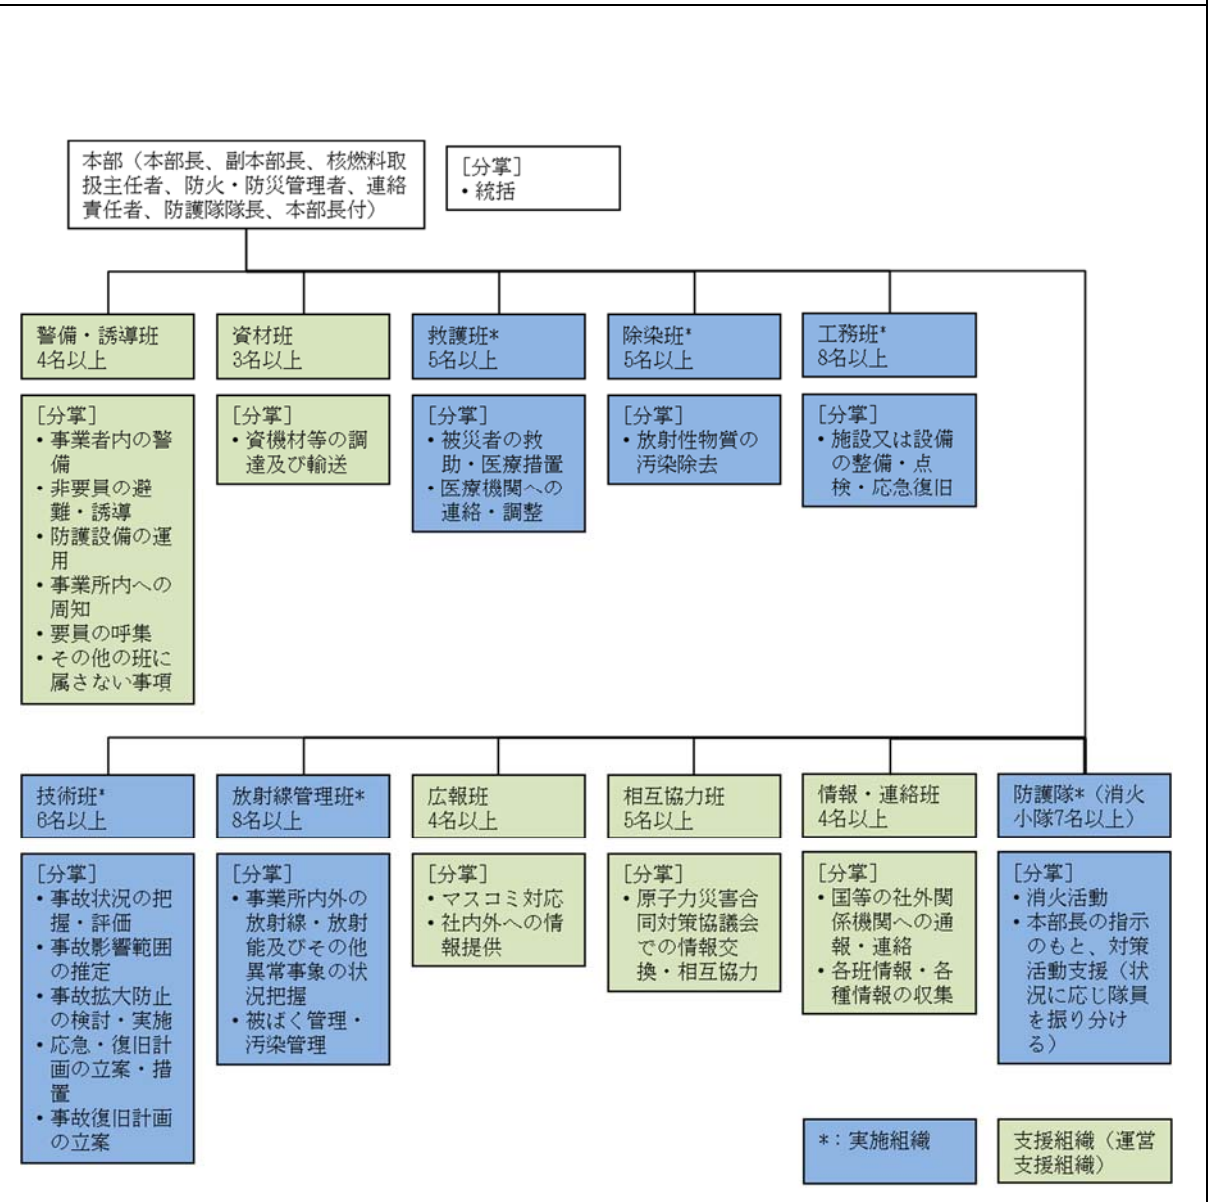 本部（本部長、副本部長、核燃料取
扱主任者、防火・防災管理者、連絡
責任者、防護隊隊長、本部長付）
［分掌］
・統括
警備・誘導班
4名以上
資材班
3名以上
救護班*
5名以上
除染班*
5名以上
工務班*
8名以上
［分掌］
・事業者内の警
備
・非要員の避
難・誘導
・防護設備の運
用
・事業所内への
周知
・要員の呼集
・その他の班に
属さない事項
［分掌］
・資機材等の調
達及び輸送
［分掌］
・被災者の救
助・医療措置
・医療機関への
連絡・調整
［分掌］
・放射性物質の
汚染除去
［分掌］
・施設又は設備
の整備・点
検・応急復旧
技術班*
6名以上
放射線管理班*
8名以上
広報班
4名以上
相互協力班
5名以上
情報・連絡班
4名以上
防護隊*（消火
小隊7名以上）
［分掌］
・事故状況の把
握・評価
・事故影響範囲
の推定
・事故拡大防止
の検討・実施
・応急・復旧計
画の立案・措
置
・事故復旧計画
の立案
［分掌］
・事業所内外の
放射線・放射
能及びその他
異常事象の状
況把握
・被ばく管理・
汚染管理
［分掌］
・マスコミ対応
・社内外への情
報提供
［分掌］
・原子力災害合
同対策協議会
での情報交
換・相互協力
［分掌］
・国等の社外関
係機関への通
報・連絡
・各班情報・各
種情報の収集
［分掌］
・消火活動
・本部長の指示
のもと、対策
活動支援（状
況に応じ隊員
を振り分け
る）
*：実施組織
支援組織（運営
支援組織）